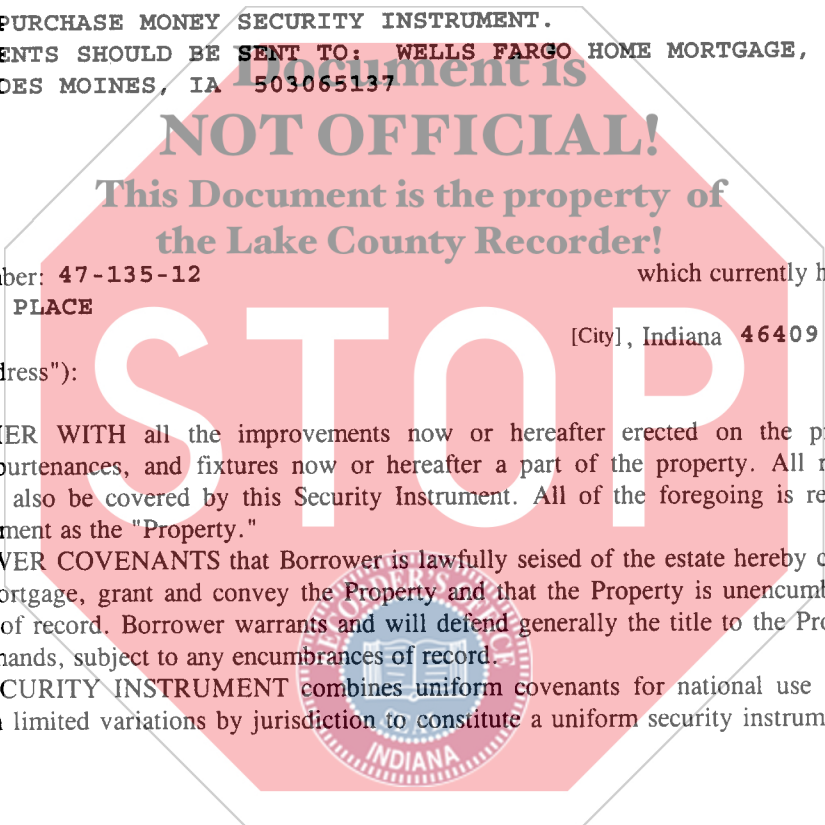 PURCHASE MONEY SECURITY INSTRUMENT.
ENTS SHOULD BE SENT TO: WELLS FARGO HOME MORTGAGE,
DES MOINES, IA 503065137
Document is
NOT OFFICIAL!
This Document is the property of
the Lake County Recorder!
ber: 47-135-12 which currently h
PLACE
[City], Indiana 46409
dress"):
STOP
ER WITH all the improvements now or hereafter erected on the p
purtenances, and fixtures now or hereafter a part of the property. All r
also be covered by this Security Instrument. All of the foregoing is re
ment as the "Property."
VER COVENANTS that Borrower is lawfully seised of the estate hereby c
ortgage, grant and convey the Property and that the Property is unencumb
of record. Borrower warrants and will defend generally the title to the Pro
mands, subject to any encumbrances of record.
CURITY INSTRUMENT combines uniform covenants for national use
limited variations by jurisdiction to constitute a uniform security instrum
RECORDER'S OFFICE
SEAL
INDIANA